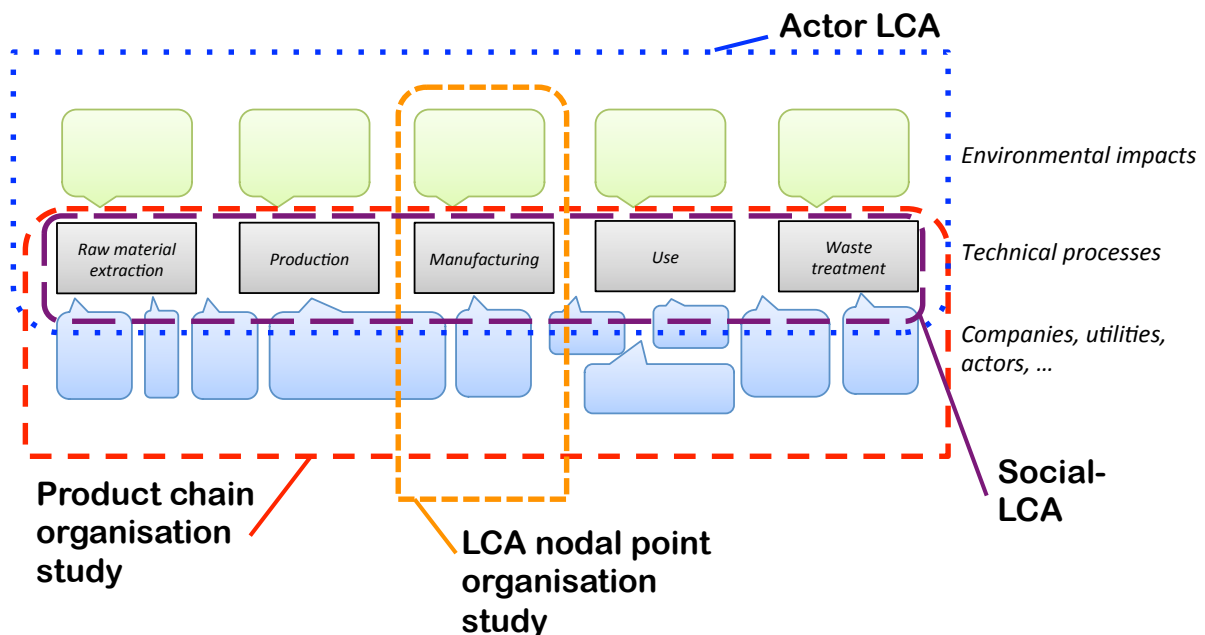 Actor LCA
Environmental impacts
Raw material
extraction
Production
Manufacturing
Use
Waste
treatment
Technical processes
Companies, utilities,
actors, ...
Product chain
organisation
study
LCA nodal point
organisation
study
Social-
LCA